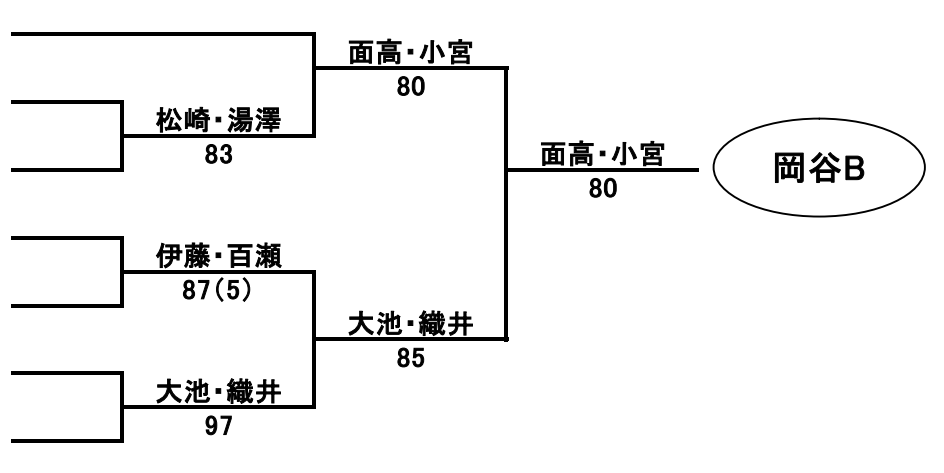 面高・小宮
80
松崎・湯澤
83
面高・小宮
80
岡谷B
伊藤・百瀬
87(5)
大池・織井
85
大池・織井
97